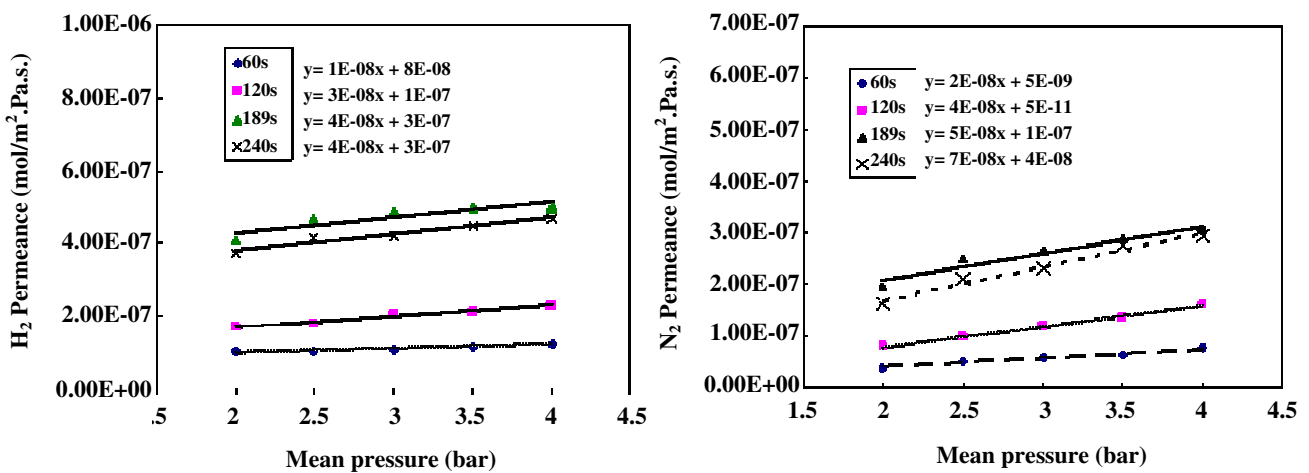 H2 Permeance (mol/m2.Pa.s.)
1.00E-06
8.00E-07
6.00E-07
4.00E-07
2.00E-07
0.00E+00
60s y= 1E-08x + 8E-08
120s y= 3E-08x + 1E-07
189s y= 4E-08x + 3E-07
240s y= 4E-08x + 3E-07
.5 2 2.5 3 3.5 4 4.5
Mean pressure (bar)
N2 Permeance (mol/m2.Pa.s.)
7.00E-07
6.00E-07
5.00E-07
4.00E-07
3.00E-07
2.00E-07
1.00E-07
0.00E+00
60s y= 2E-08x + 5E-09
120s y= 4E-08x + 5E-11
189s y= 5E-08x + 1E-07
240s y= 7E-08x + 4E-08
1.5 2 2.5 3 3.5 4 4.5
Mean pressure (bar)